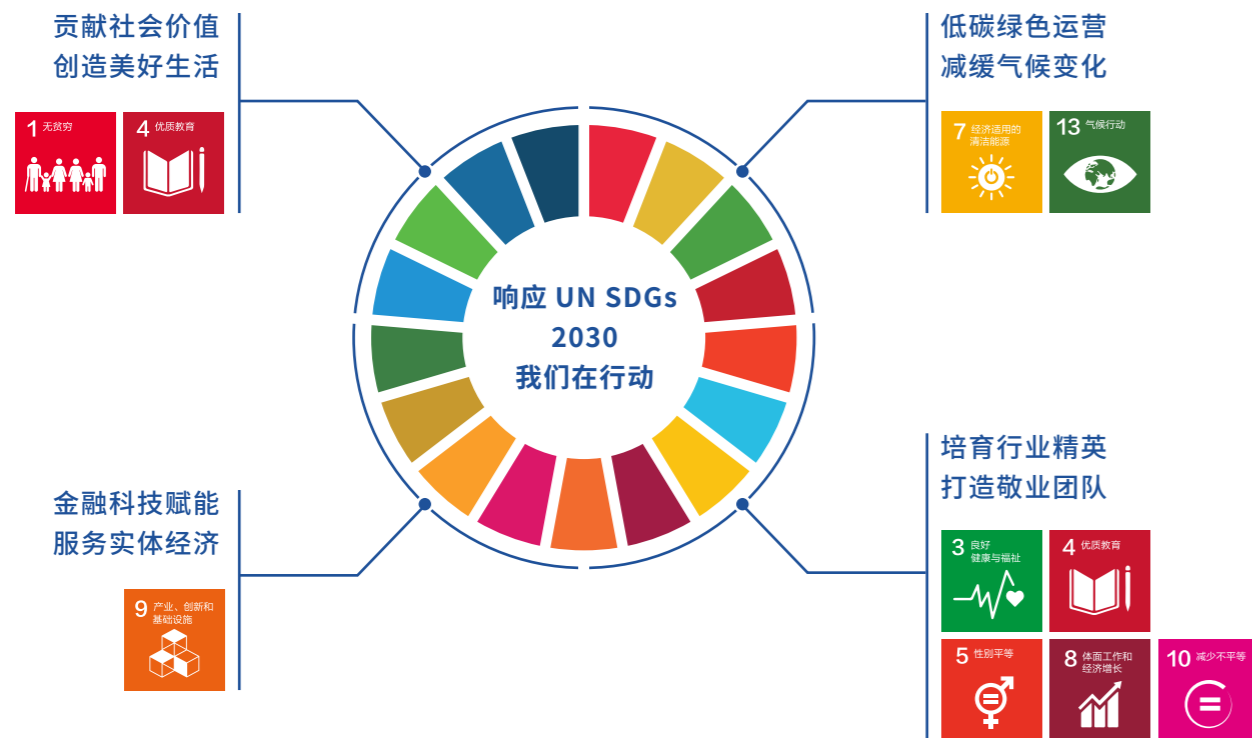 贡献社会价值
创造美好生活
1 无贫穷
4 优质教育
低碳绿色运营
减缓气候变化
7 经济适用的
清洁能源
13 气候行动
响应 UN SDGs
2030
我们在行动
金融科技赋能
服务实体经济
9 产业、创新和
基础设施
培育行业精英
打造敬业团队
3 良好
健康与福祉
4 优质教育
5 性别平等
8 体面工作和
经济增长
10 减少不平等